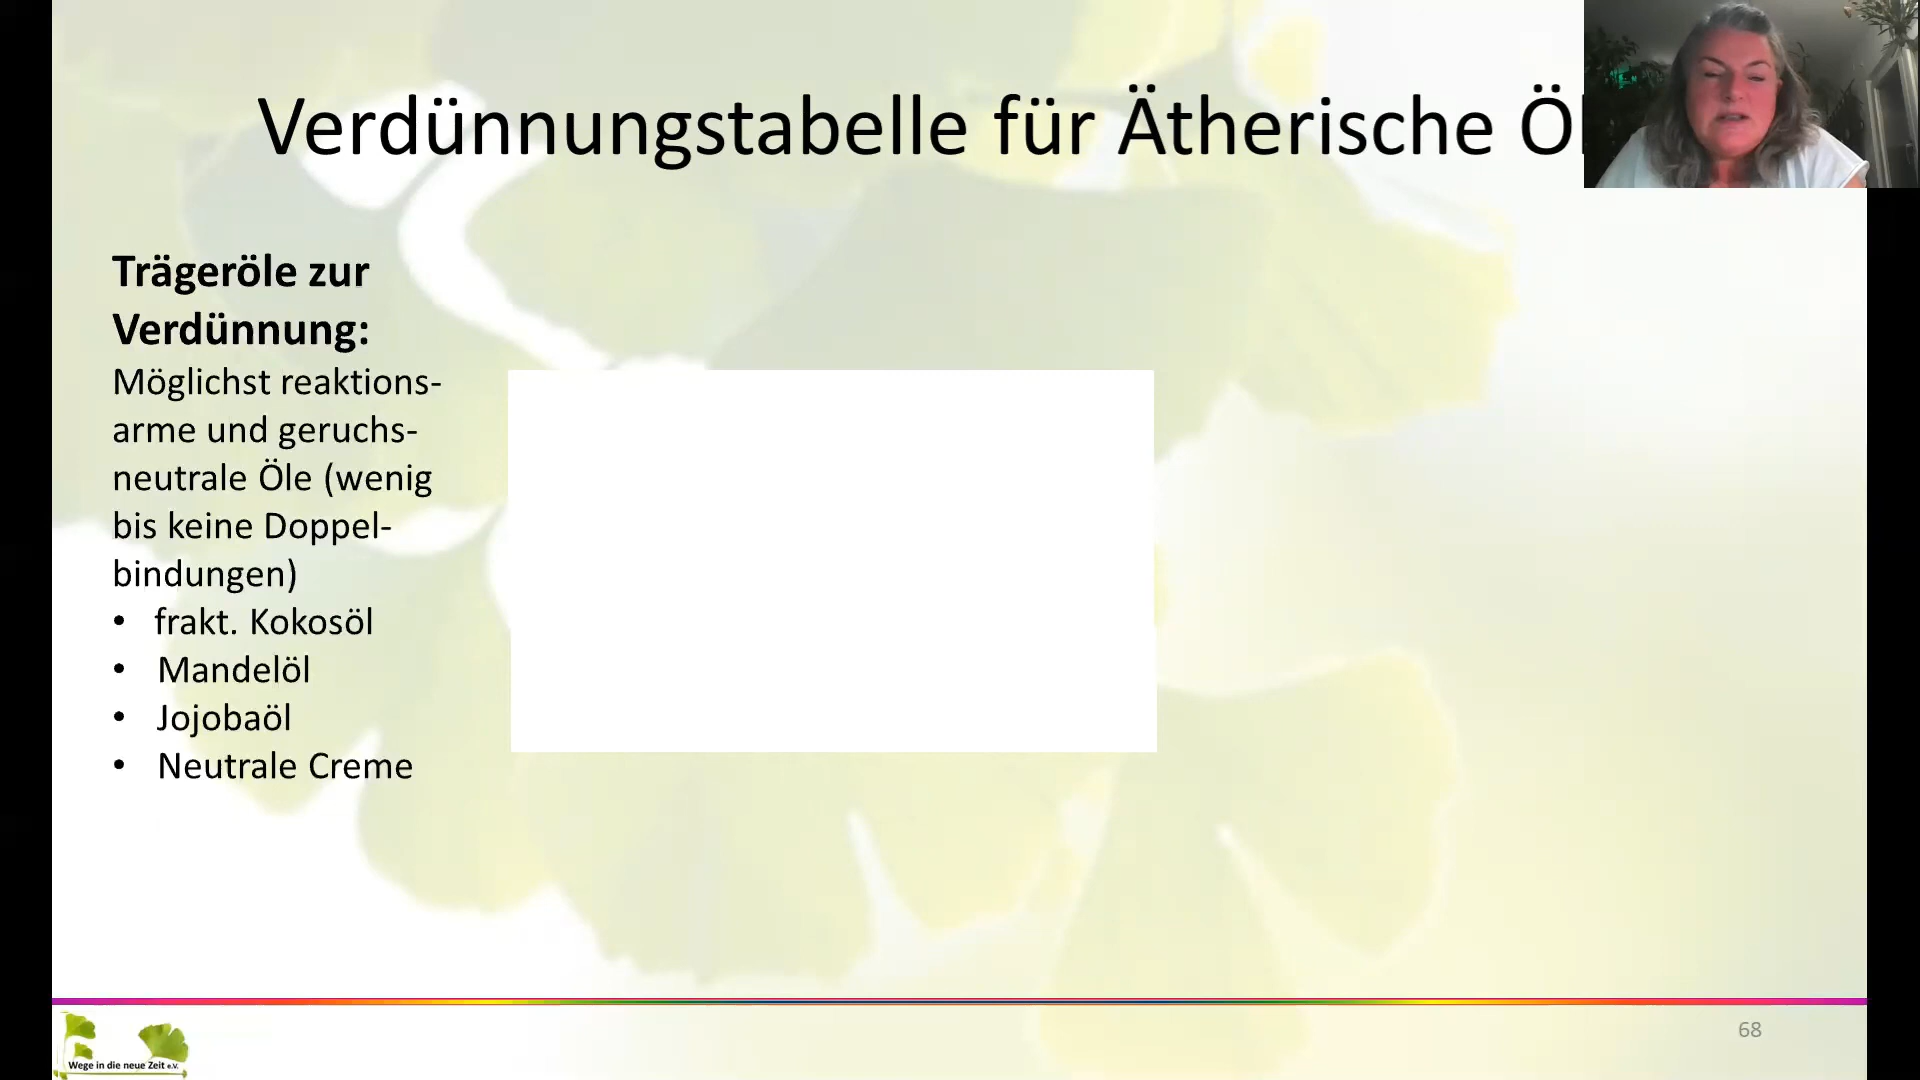 Verdünnungstabelle für Ätherische Öl
Trägeröle zur
Verdünnung:
Möglichst reaktions-
arme und geruchs-
neutrale Öle (wenig
bis keine Doppel-
bindungen)
• frakt. Kokosöl
• Mandelöl
• Jojobaöl
• Neutrale Creme
68
Wege in die neue Zeit e.V.